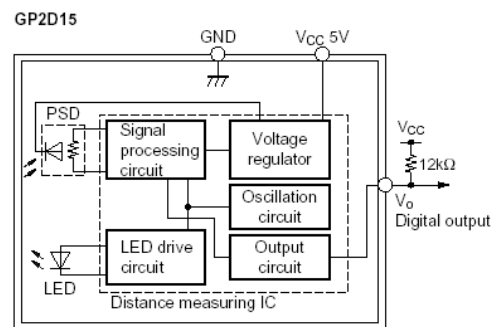 GP2D15
GND
VCC 5V
PSD
Signal
processing
circuit
Voltage
regulator
VCC
12kΩ
Oscillation
circuit
Vo
Digital output
LED drive
circuit
Output
circuit
LED
Distance measuring IC